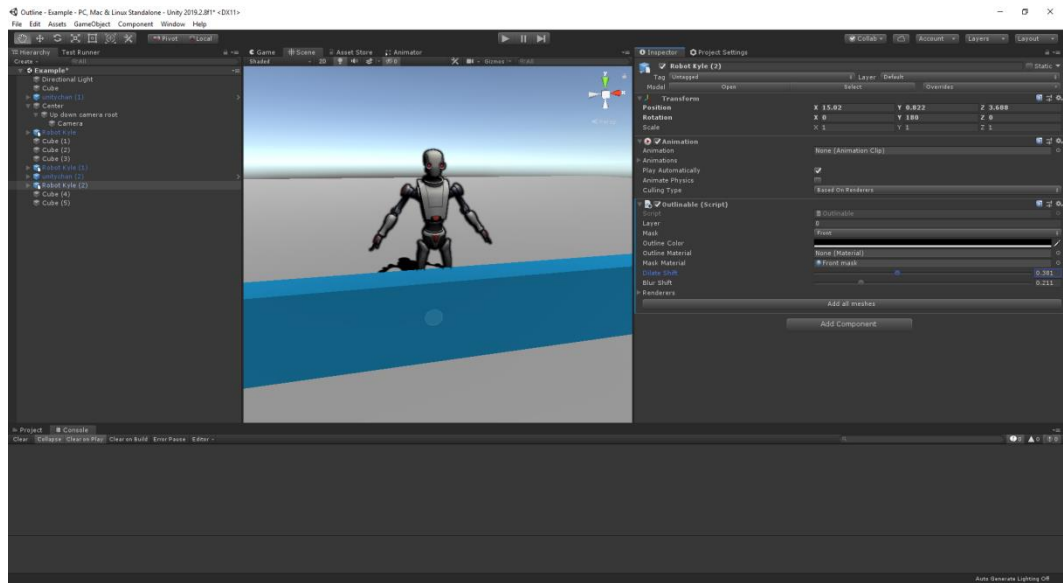 Outline - Example - PC, Mac & Linux Standalone - Unity 2019.2.8f1* <DX11>
File Edit Assets GameObject Component Window Help
Pivot Local Collab Account Layers Layout
Hierarchy Test Runner
Create All
Example*
Directional Light
Cube
unitychan (1)
Center
Up down camera root
Camera
Robot Kyle
Cube (1)
Cube (2)
Cube (3)
Robot Kyle (1)
unitychan (2)
Robot Kyle (2)
Cube (4)
Cube (5)
Game Scene Asset Store Animator
Shaded 2D 0 Gizmos All
Persp
Inspector Project Settings
Robot Kyle (2) Static
Tag Untagged Layer Default
Model Open Select Overrides
Transform
Position X 15.02 Y 0.822 Z 3.688
Rotation X 0 Y 180 Z 0
Scale X 1 Y 1 Z 1
Animation
Animation None (Animation Clip)
Animations
Play Automatically
Animate Physics
Culling Type Based On Renderers
Outlinable (Script)
Script Outlinable
Layer 0
Mask Front
Outline Color
Outline Material None (Material)
Mask Material Front mask
Dilate Shift 0.381
Blur Shift 0.211
Renderers
Add all meshes
Add Component
Project Console
Clear Collapse Clear on Play Clear on Build Error Pause Editor
0 0 0
Auto Generate Lighting Off